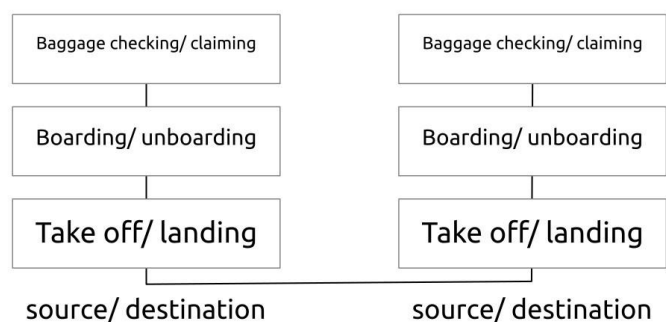 Baggage checking/ claiming
Baggage checking/ claiming
Boarding/ unboarding
Boarding/ unboarding
Take off/ landing
Take off/ landing
source/ destination
source/ destination